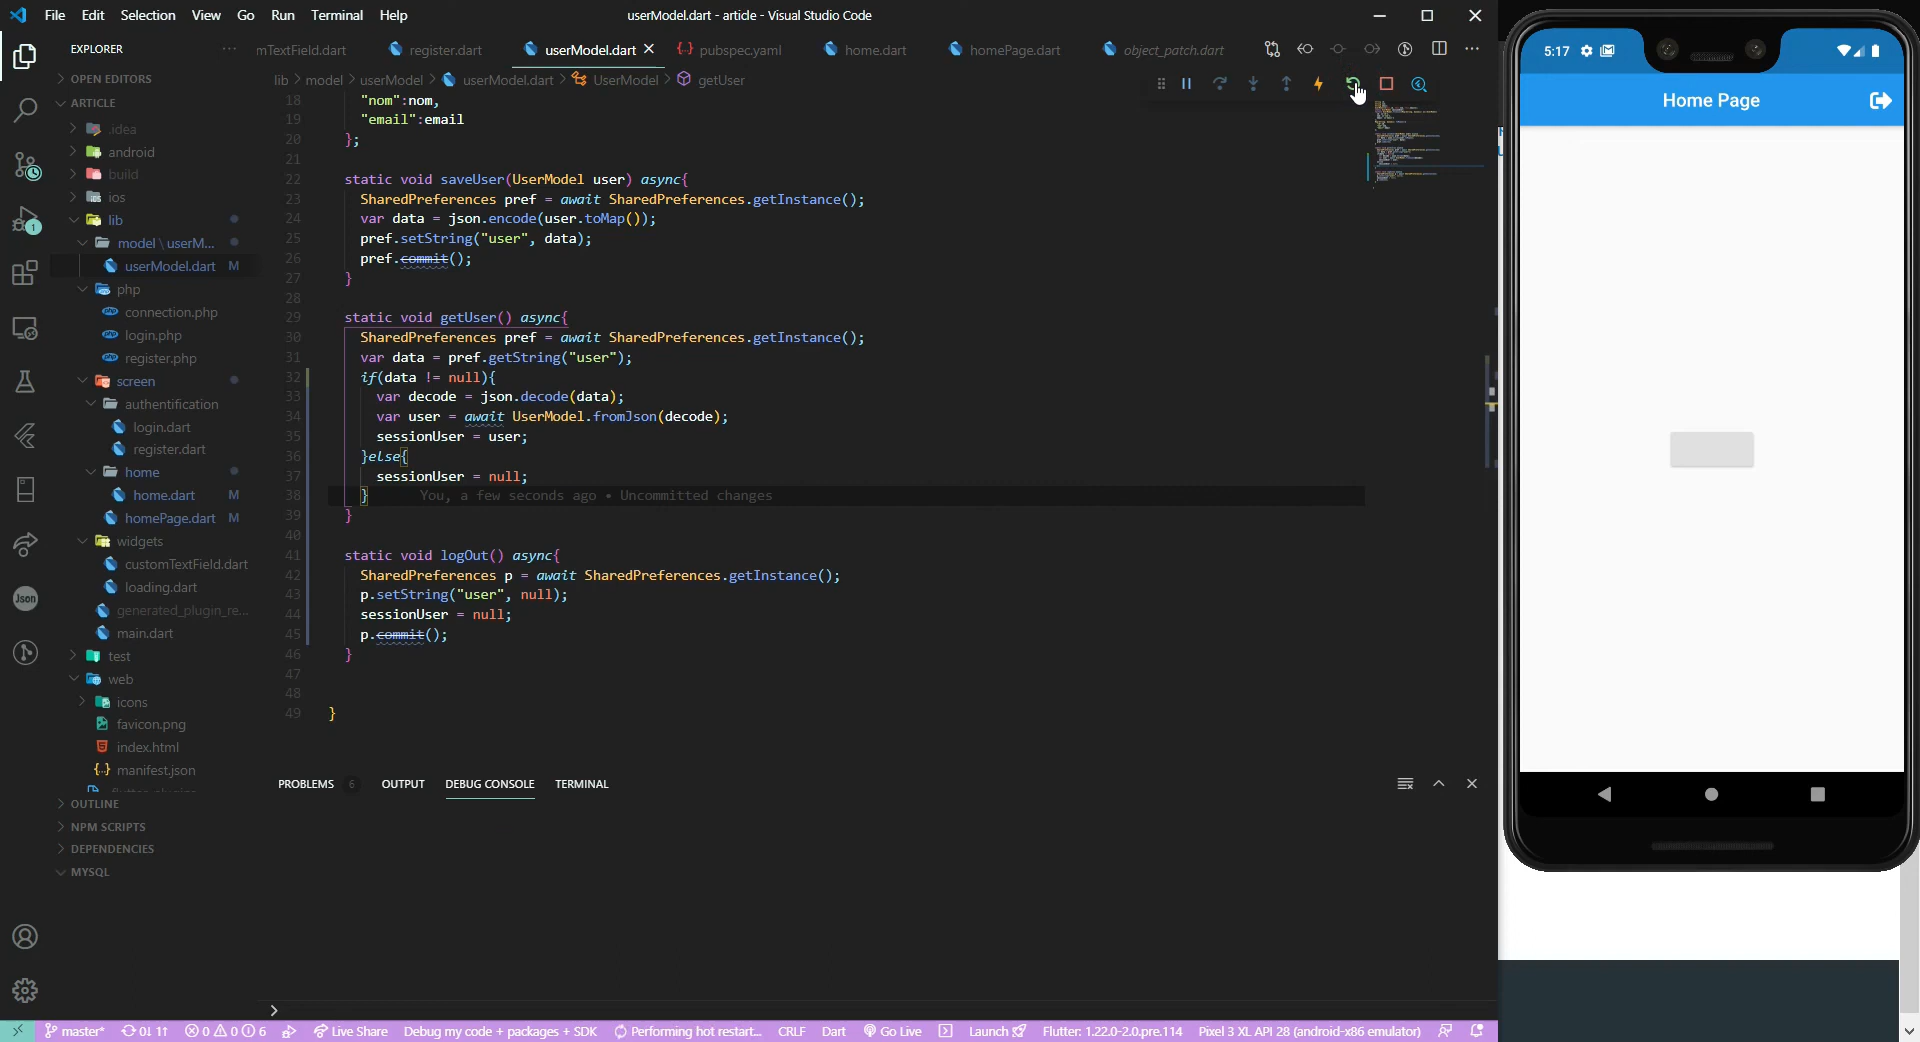 File Edit Selection View Go Run Terminal Help
userModel.dart - article - Visual Studio Code
EXPLORER
mTextField.dart register.dart userModel.dart pubspec.yaml home.dart homePage.dart object_patch.dart
lib > model > userModel > userModel.dart > UserModel > getUser
OPEN EDITORS
ARTICLE
.idea
android
build
ios
lib
model \ userM...
userModel.dart M
php
connection.php
login.php
register.php
screen
authentification
login.dart
register.dart
home
home.dart M
homePage.dart M
widgets
customTextField.dart
loading.dart
generated_plugin_re...
main.dart
test
web
icons
favicon.png
index.html
manifest.json
OUTLINE
NPM SCRIPTS
DEPENDENCIES
MYSQL
1
Json
18 "nom":nom,
19 "email":email
20 };
21
22 static void saveUser(UserModel user) async{
23 SharedPreferences pref = await SharedPreferences.getInstance();
24 var data = json.encode(user.toMap());
25 pref.setString("user", data);
26 pref.commit();
27 }
28
29 static void getUser() async{
30 SharedPreferences pref = await SharedPreferences.getInstance();
31 var data = pref.getString("user");
32 if(data != null){
33 var decode = json.decode(data);
34 var user = await UserModel.fromJson(decode);
35 sessionUser = user;
36 }else{
37 sessionUser = null;
38 } You, a few seconds ago • Uncommitted changes
39 }
40
41 static void logOut() async{
42 SharedPreferences p = await SharedPreferences.getInstance();
43 p.setString("user", null);
44 sessionUser = null;
45 p.commit();
46 }
47
48
49 }
PROBLEMS 6 OUTPUT DEBUG CONSOLE TERMINAL
master* 0↓ 1↑ 0 0 6 Live Share Debug my code + packages + SDK Performing hot restart... CRLF Dart Go Live Launch Flutter: 1.22.0-2.0.pre.114 Pixel 3 XL API 28 (android-x86 emulator)
5:17
Home Page